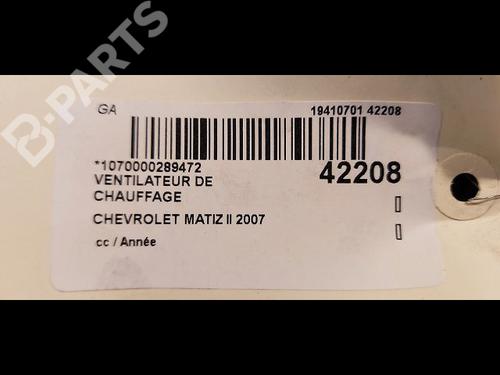 B-PARTS
GA
19410701 42208
*1070000289472
42208
VENTILATEUR DE
CHAUFFAGE
CHEVROLET MATIZ II 2007
cc / Année